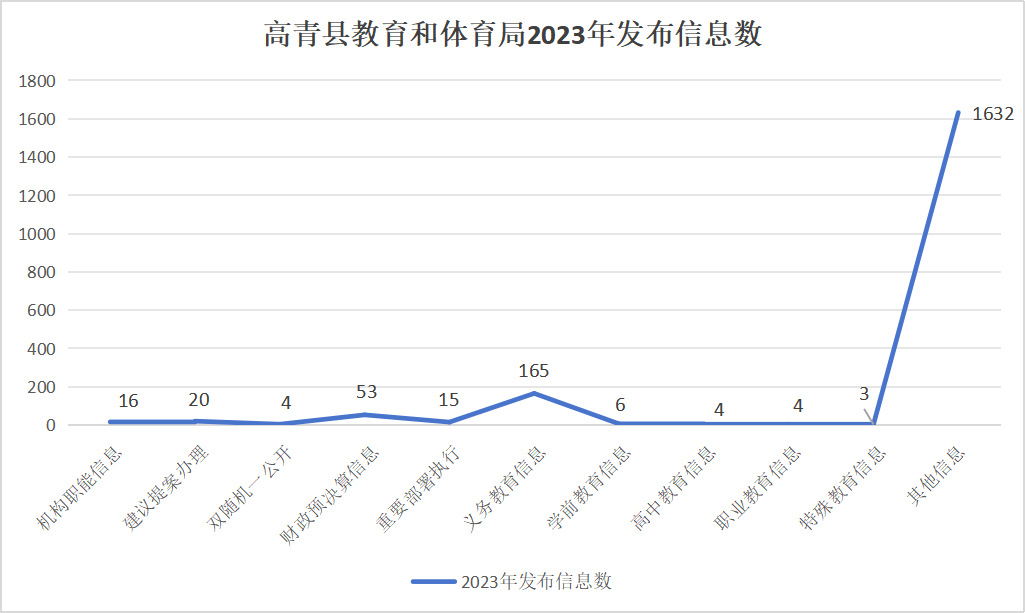 高青县教育和体育局2023年发布信息数
1800
1600
1400
1200
1000
800
600
400
200
0
16
20
4
53
15
165
6
4
4
3
1632
机构职能信息
建议提案办理
双随机一公开
财政预决算信息
重要部署执行
义务教育信息
学前教育信息
高中教育信息
职业教育信息
特殊教育信息
其他信息
2023年发布信息数